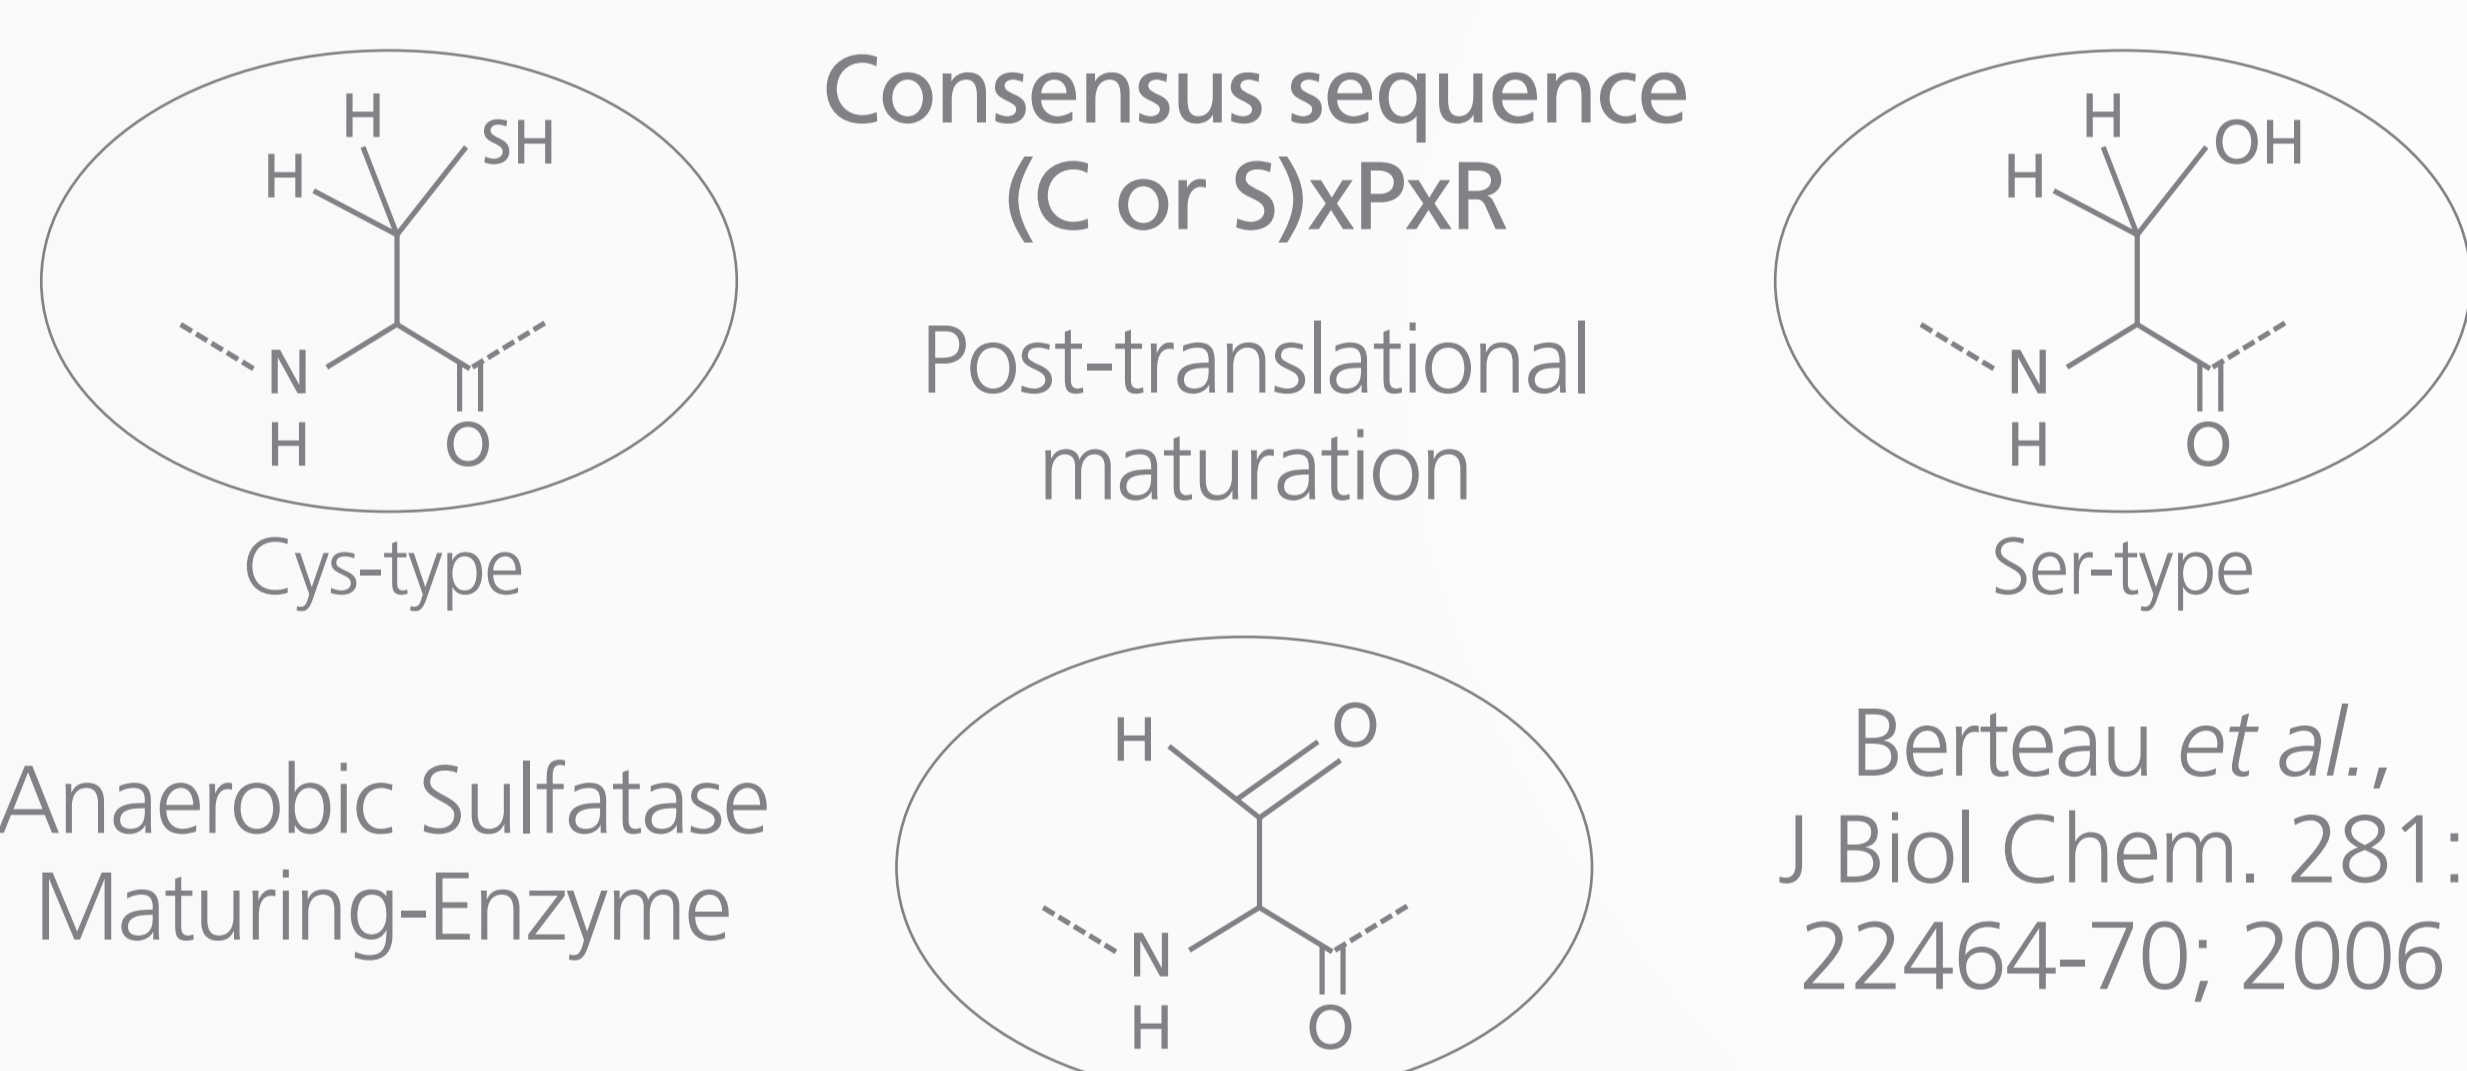 H
SH
H
N
H
O
Cys-type
Consensus sequence
(C or S)xPxR
Post-translational
maturation
H
OH
H
N
H
O
Ser-type
Anaerobic Sulfatase
Maturing-Enzyme
H
O
N
H
O
Berteau et al.,
J Biol Chem. 281:
22464-70; 2006